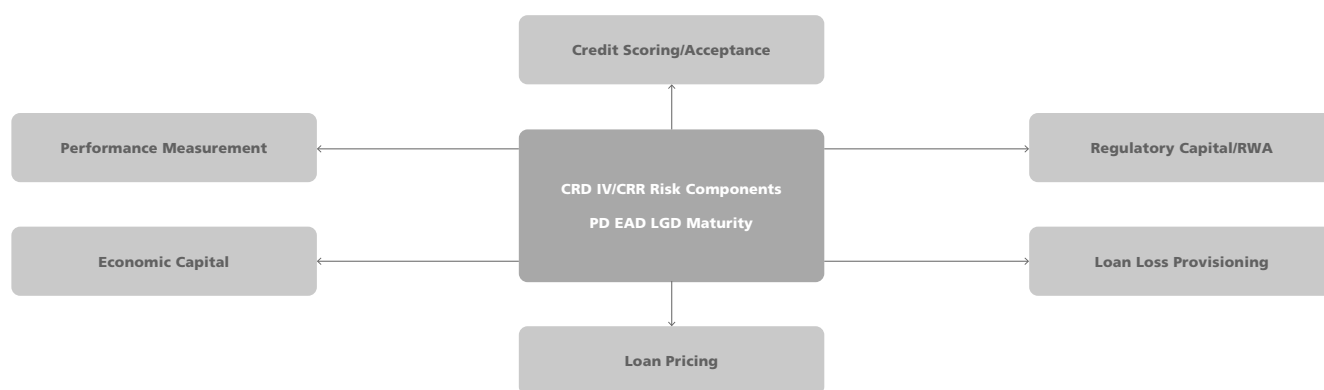 Credit Scoring/Acceptance
Performance Measurement
Regulatory Capital/RWA
CRD IV/CRR Risk Components
PD EAD LGD Maturity
Economic Capital
Loan Loss Provisioning
Loan Pricing